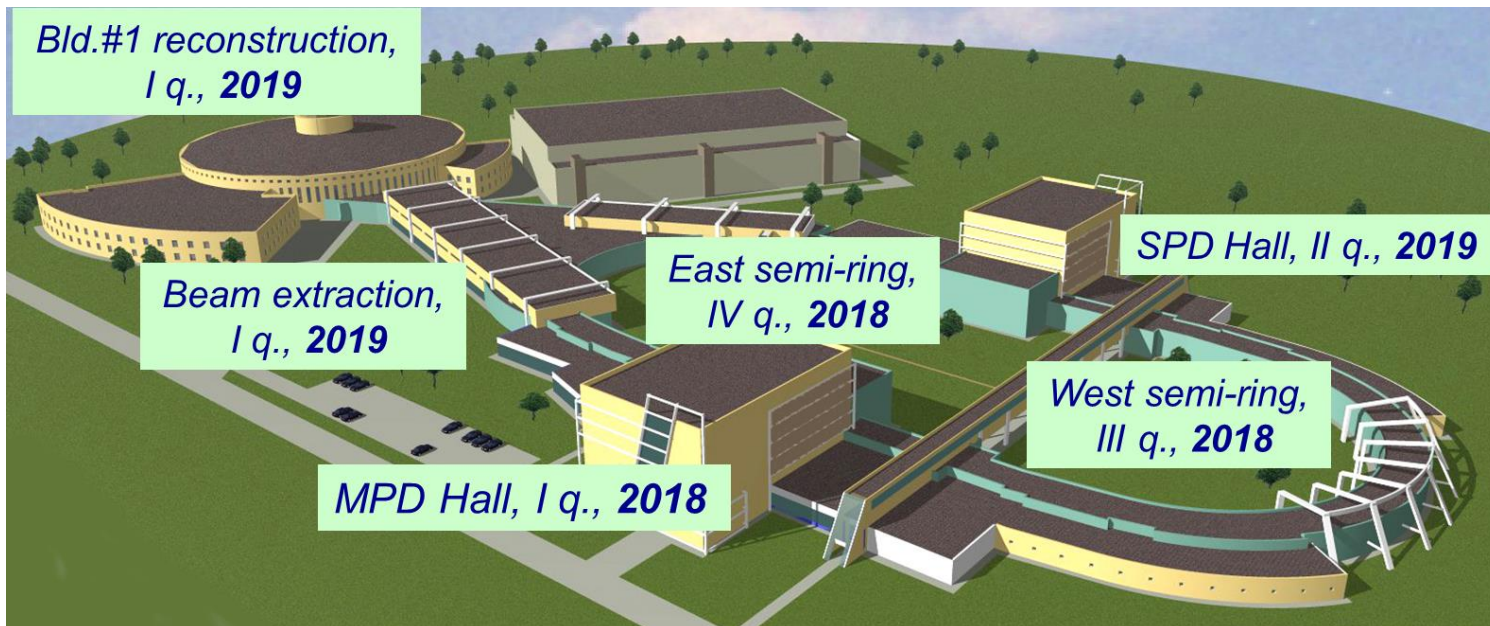 Bld.#1 reconstruction,
I q., 2019
SPD Hall, II q., 2019
East semi-ring,
IV q., 2018
Beam extraction,
I q., 2019
West semi-ring,
III q., 2018
MPD Hall, I q., 2018